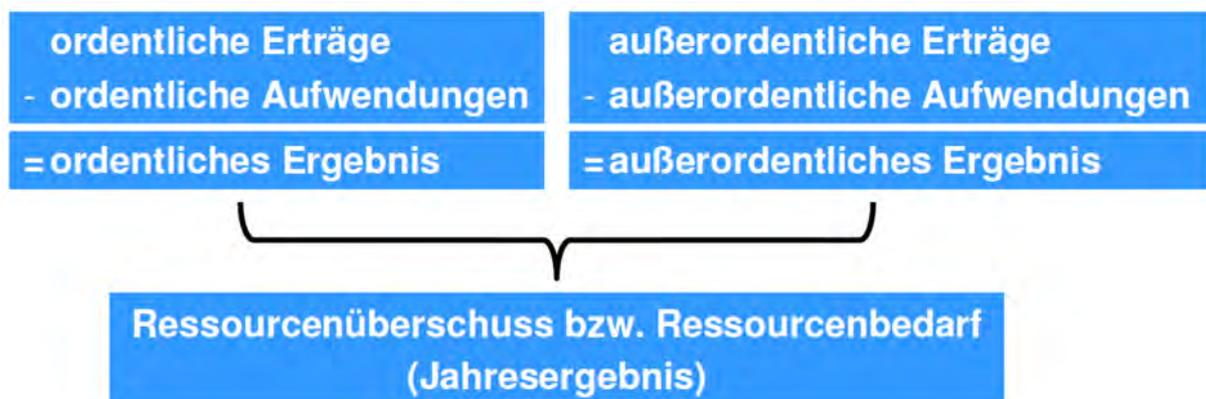 ordentliche Erträge
- ordentliche Aufwendungen
= ordentliches Ergebnis
außerordentliche Erträge
- außerordentliche Aufwendungen
= außerordentliches Ergebnis
Ressourcenüberschuss bzw. Ressourcenbedarf
(Jahresergebnis)